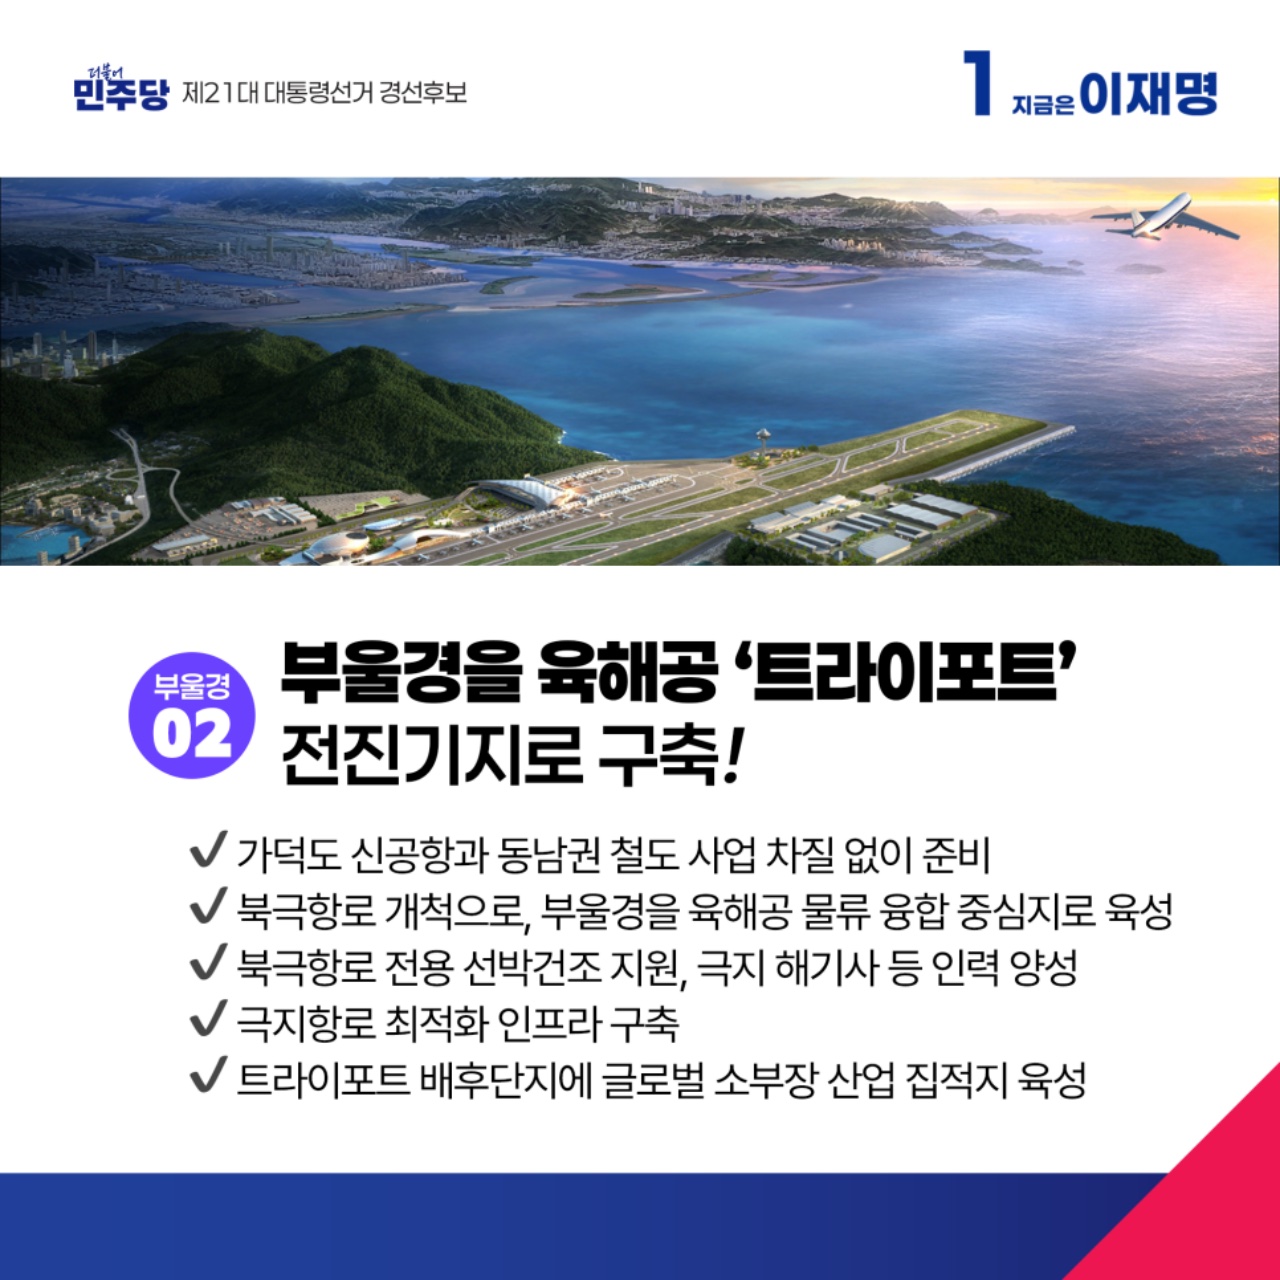 더불어
민주당 제21대 대통령선거 경선후보
1 지금은 이재명
부울경
02
부울경을 육해공 ‘트라이포트’
전진기지로 구축!
✔ 가덕도 신공항과 동남권 철도 사업 차질 없이 준비
✔ 북극항로 개척으로, 부울경을 육해공 물류 융합 중심지로 육성
✔ 북극항로 전용 선박건조 지원, 극지 해기사 등 인력 양성
✔ 극지항로 최적화 인프라 구축
✔ 트라이포트 배후단지에 글로벌 소부장 산업 집적지 육성